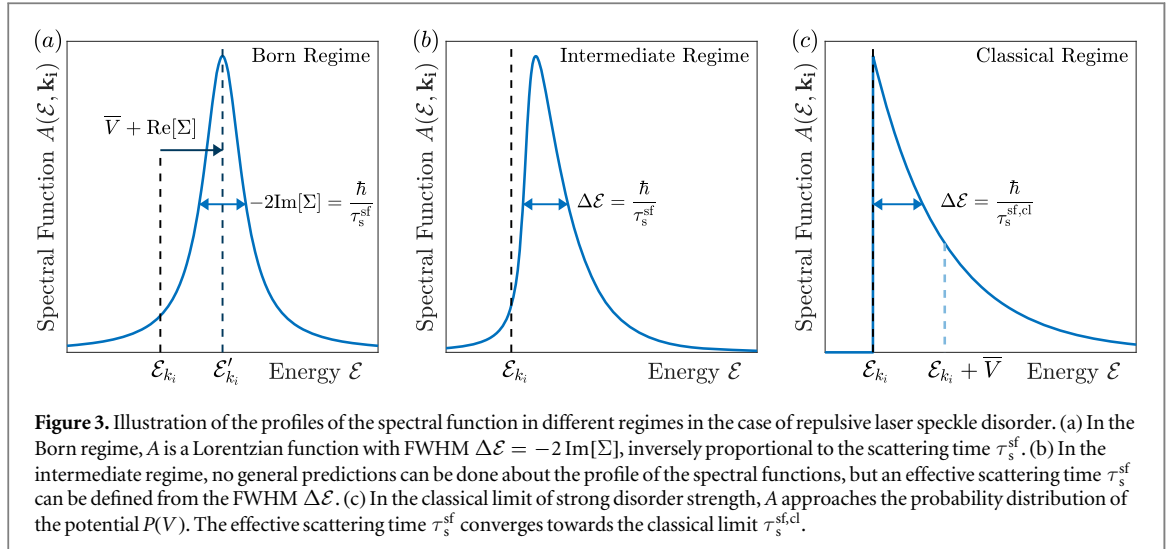 (a)
Born Regime
Spectral Function A(ℰ, k_i)
V̅ + Re[Σ]
−2Im[Σ] = ħ/τ_s^sf
ℰ_{k_i}
ℰ′_{k_i}
Energy ℰ
(b)
Intermediate Regime
Spectral Function A(ℰ, k_i)
Δℰ = ħ/τ_s^sf
ℰ_{k_i}
Energy ℰ
(c)
Classical Regime
Spectral Function A(ℰ, k_i)
Δℰ = ħ/τ_s^{sf,cl}
ℰ_{k_i}
ℰ_{k_i} + V̅
Energy ℰ
Figure 3. Illustration of the profiles of the spectral function in different regimes in the case of repulsive laser speckle disorder. (a) In the
Born regime, A is a Lorentzian function with FWHM Δℰ = −2 Im[Σ], inversely proportional to the scattering time τ_s^sf. (b) In the
intermediate regime, no general predictions can be done about the profile of the spectral functions, but an effective scattering time τ_s^sf
can be defined from the FWHM Δℰ. (c) In the classical limit of strong disorder strength, A approaches the probability distribution of
the potential P(V). The effective scattering time τ_s^sf converges towards the classical limit τ_s^{sf,cl}.